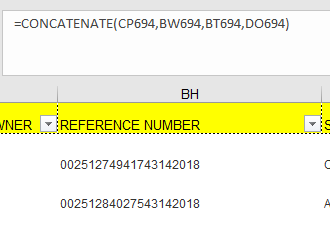 =CONCATENATE(CP694,BW694,BT694,DO694)
BH
WNER REFERENCE NUMBER S
00251274941743142018
00251284027543142018 A